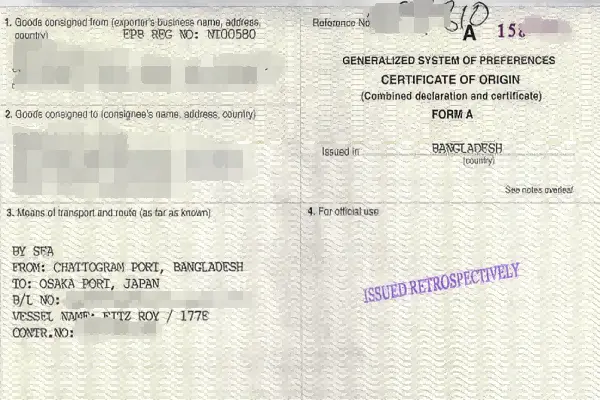 1. Goods consigned from (exporter's business name, address, country)
EPB REG NO: NI00580
2. Goods consigned to (consignee's name, address, country)
3. Means of transport and route (as far as known)
BY SEA
FROM: CHATTOGRAM PORT, BANGLADESH
TO: OSAKA PORT, JAPAN
B/L NO:
VESSEL NAME: FITZ ROY / 177E
CONTR.NO:
Reference No
310
A 158
GENERALIZED SYSTEM OF PREFERENCES
CERTIFICATE OF ORIGIN
(Combined declaration and certificate)
FORM A
Issued in BANGLADESH
(country)
See notes overleaf
4. For official use
ISSUED RETROSPECTIVELY